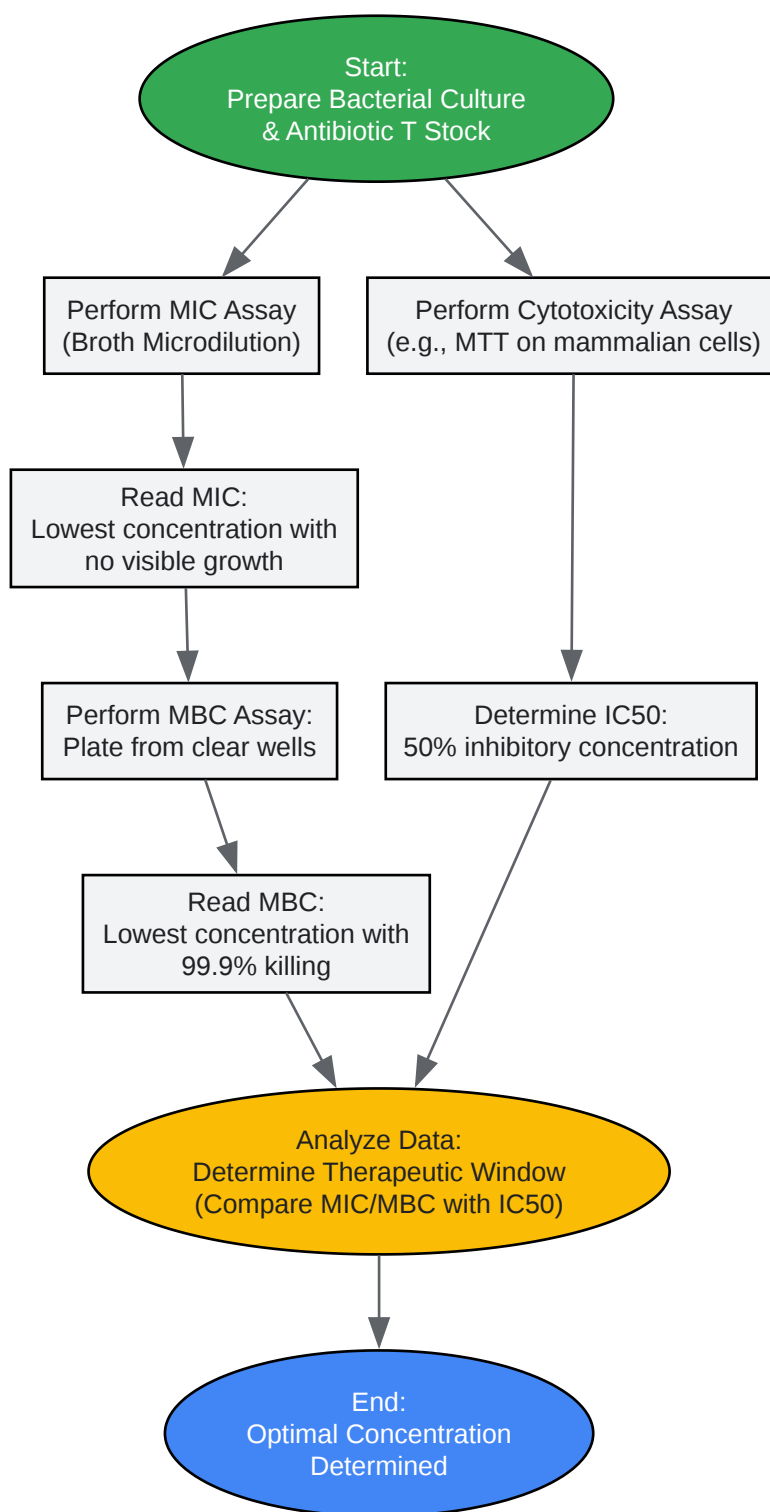 Start:
Prepare Bacterial Culture
& Antibiotic T Stock
Perform MIC Assay
(Broth Microdilution)
Perform Cytotoxicity Assay
(e.g., MTT on mammalian cells)
Read MIC:
Lowest concentration with
no visible growth
Perform MBC Assay:
Plate from clear wells
Determine IC50:
50% inhibitory concentration
Read MBC:
Lowest concentration with
99.9% killing
Analyze Data:
Determine Therapeutic Window
(Compare MIC/MBC with IC50)
End:
Optimal Concentration
Determined